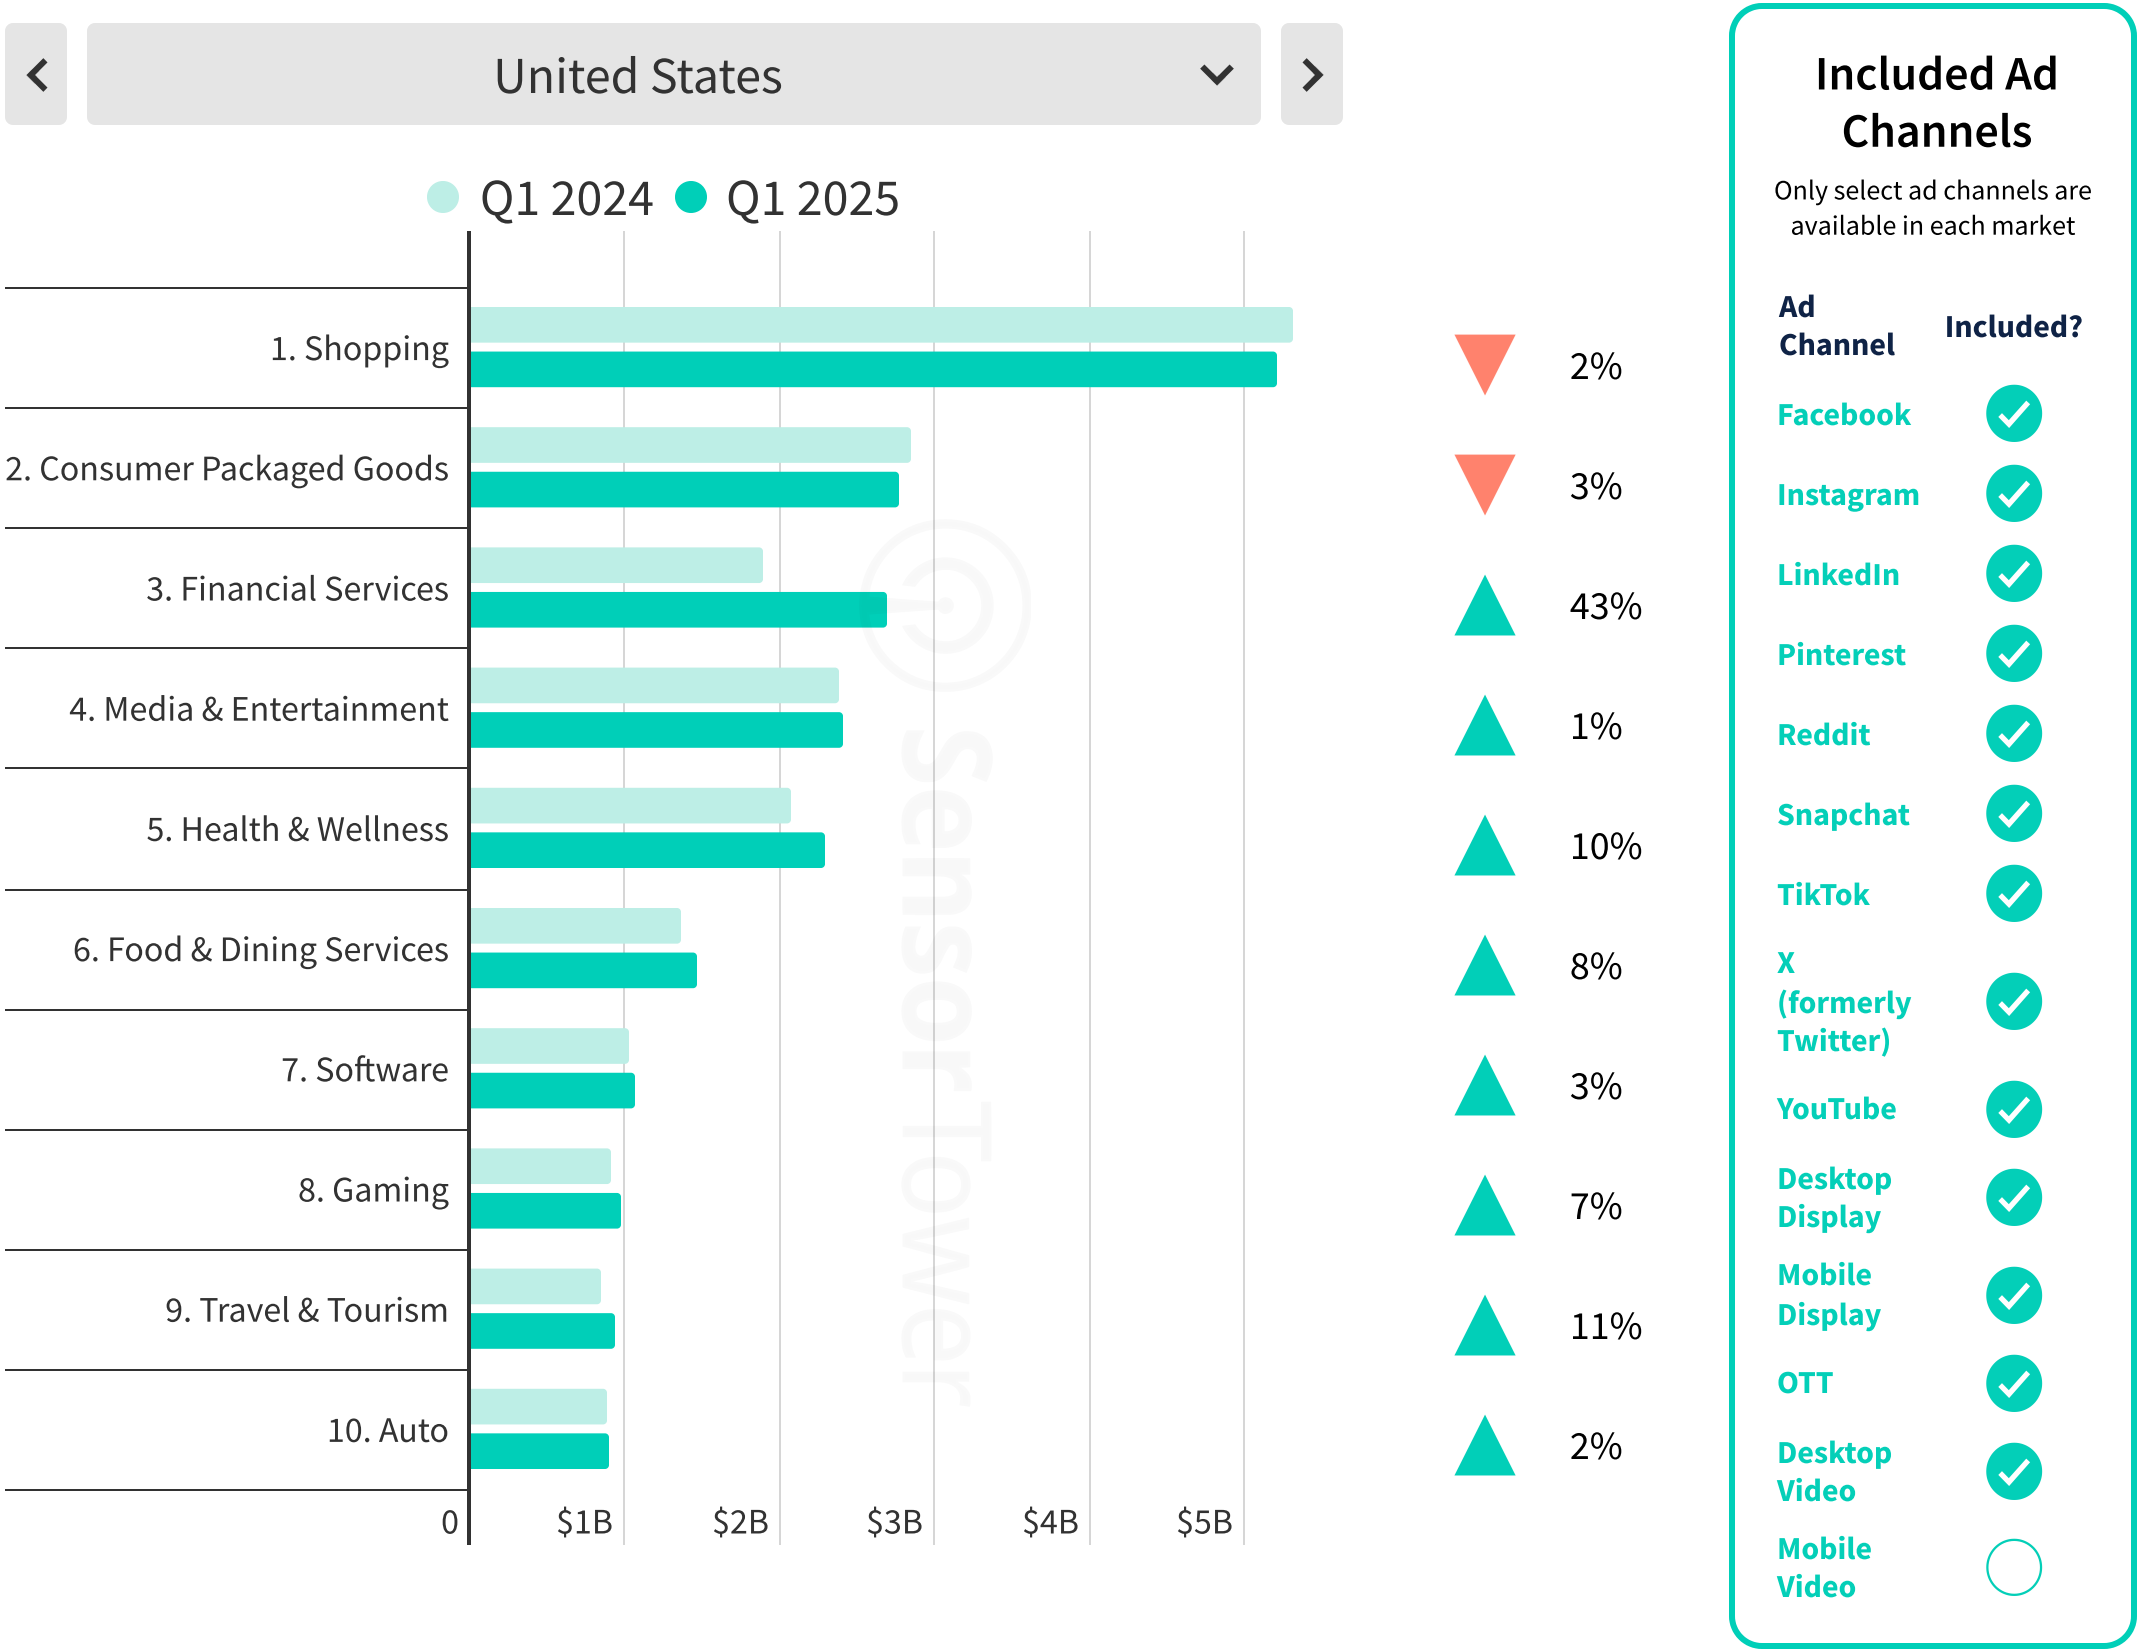 United States
Q1 2024
Q1 2025
1. Shopping
2%
2. Consumer Packaged Goods
3%
3. Financial Services
43%
4. Media & Entertainment
1%
5. Health & Wellness
10%
6. Food & Dining Services
8%
7. Software
3%
8. Gaming
7%
9. Travel & Tourism
11%
10. Auto
2%
0
$1B
$2B
$3B
$4B
$5B
SensorTower
Included Ad
Channels
Only select ad channels are
available in each market
Ad
Channel
Included?
Facebook
Instagram
LinkedIn
Pinterest
Reddit
Snapchat
TikTok
X
(formerly
Twitter)
YouTube
Desktop
Display
Mobile
Display
OTT
Desktop
Video
Mobile
Video